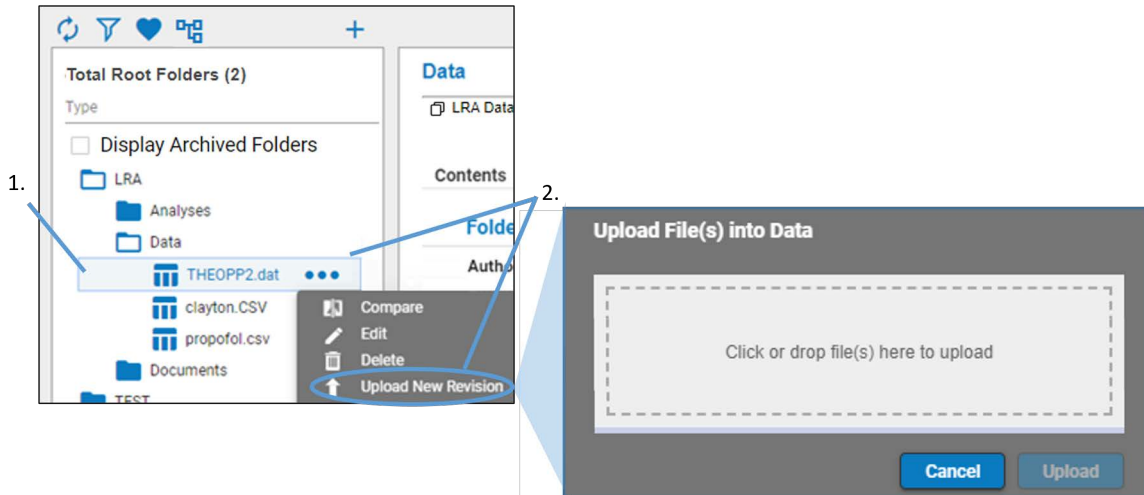 Total Root Folders (2)
Type
Display Archived Folders
1.
LRA
Analyses
Data
THEOPP2.dat
clayton.CSV
propofol.csv
Documents
TEST
Data
LRA Data
Contents
2.
Folde
Autho
Compare
Edit
Delete
Upload New Revision
Upload File(s) into Data
Click or drop file(s) here to upload
Cancel
Upload